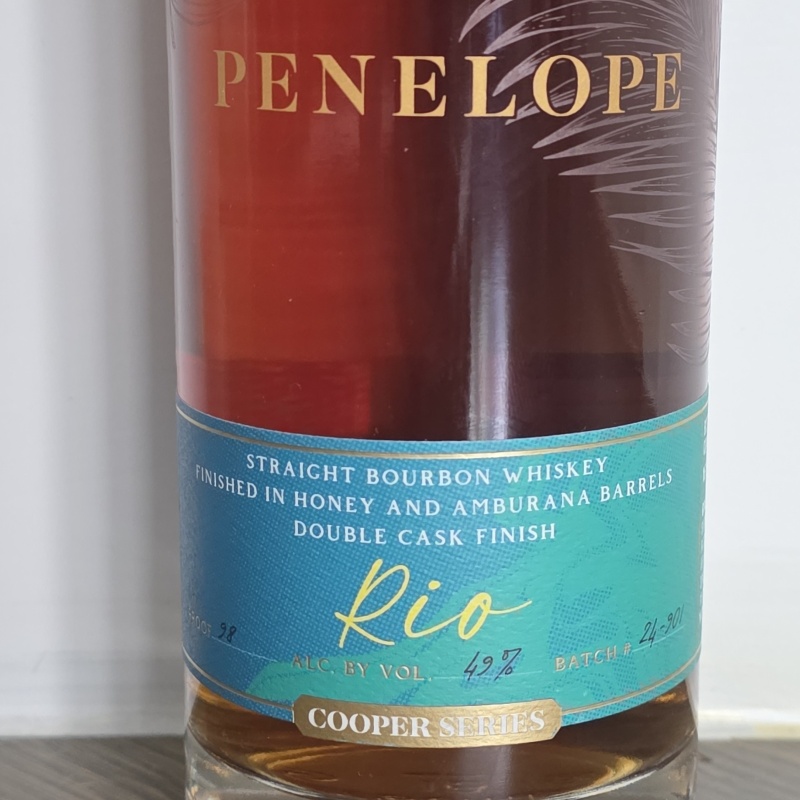 PENELOPE
STRAIGHT BOURBON WHISKEY
FINISHED IN HONEY AND AMBURANA BARRELS
DOUBLE CASK FINISH
Rio
PROOF 98 ALC. BY VOL. 49% BATCH # 24-901
COOPER SERIES